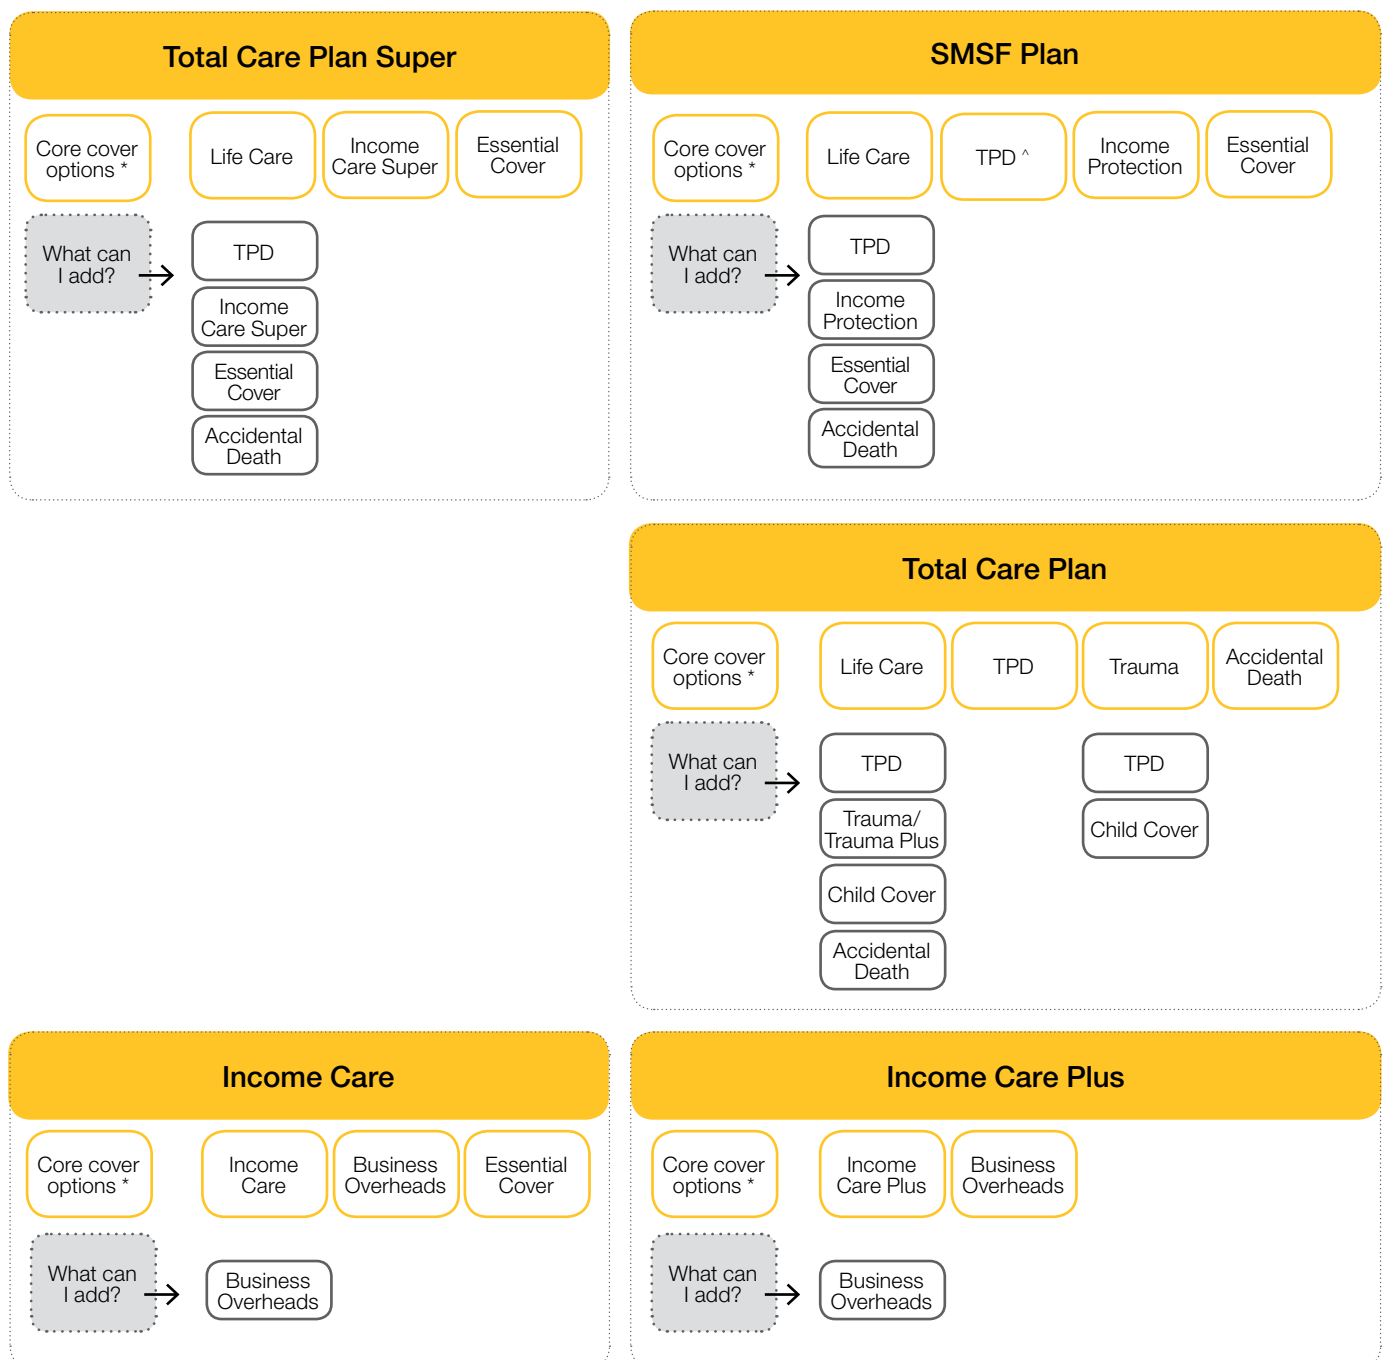 Total Care Plan Super
Core cover
options *
Life Care
Income
Care Super
Essential
Cover
What can
I add?
TPD
Income
Care Super
Essential
Cover
Accidental
Death
SMSF Plan
Core cover
options *
Life Care
TPD ^
Income
Protection
Essential
Cover
What can
I add?
TPD
Income
Protection
Essential
Cover
Accidental
Death
Total Care Plan
Core cover
options *
Life Care
TPD
Trauma
Accidental
Death
What can
I add?
TPD
Trauma/
Trauma Plus
Child Cover
Accidental
Death
TPD
Child Cover
Income Care
Core cover
options *
Income
Care
Business
Overheads
Essential
Cover
What can
I add?
Business
Overheads
Income Care Plus
Core cover
options *
Income
Care Plus
Business
Overheads
What can
I add?
Business
Overheads